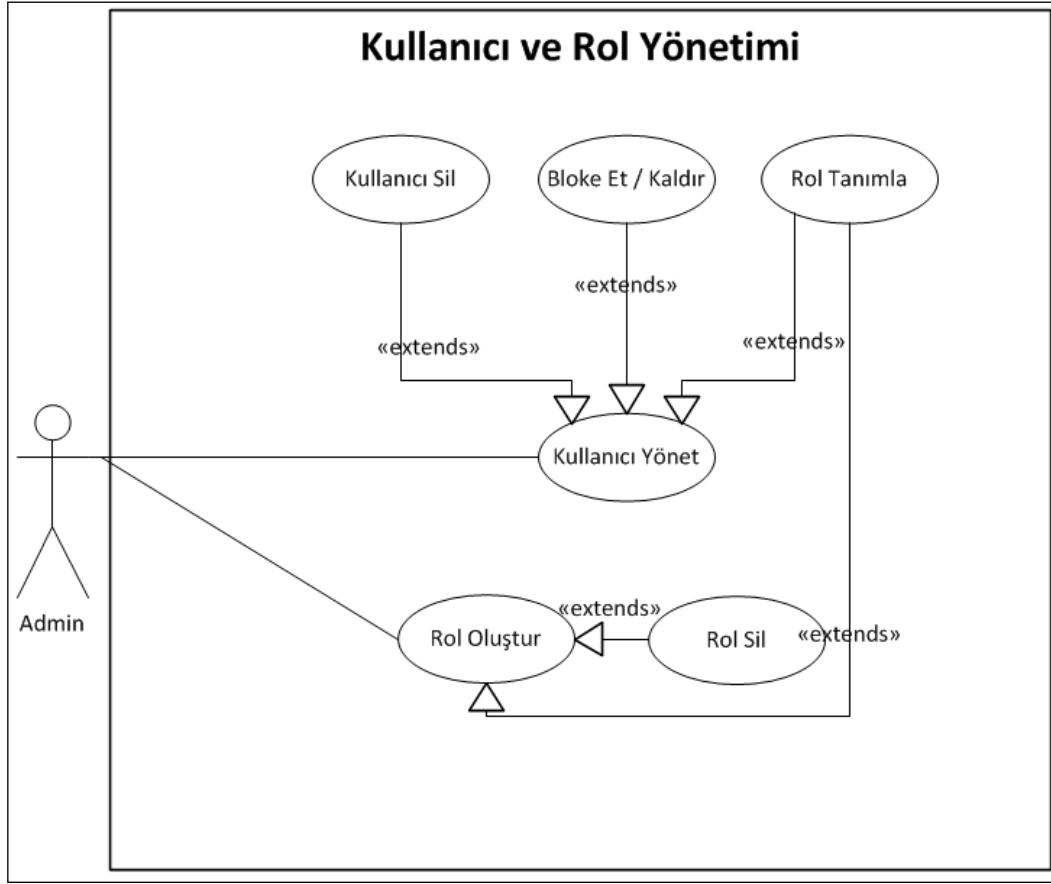 Kullanıcı ve Rol Yönetimi
Kullanıcı Sil
Bloke Et / Kaldır
Rol Tanımla
«extends»
«extends»
«extends»
Kullanıcı Yönet
Admin
«extends»
Rol Oluştur
Rol Sil
«extends»